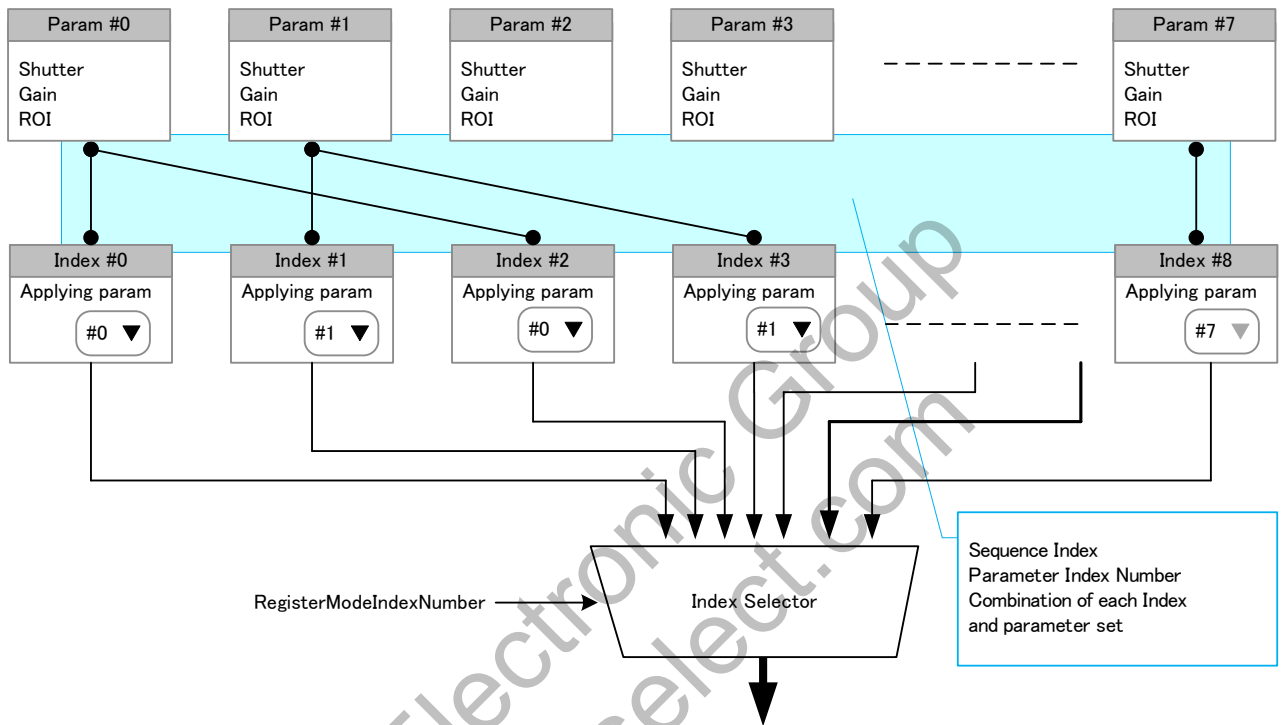 Param #0
Param #1
Param #2
Param #3
Param #7
Shutter
Gain
ROI
Shutter
Gain
ROI
Shutter
Gain
ROI
Shutter
Gain
ROI
Shutter
Gain
ROI
Index #0
Index #1
Index #2
Index #3
Index #8
Applying param
#0
Applying param
#1
Applying param
#0
Applying param
#1
Applying param
#7
Sequence Index
Parameter Index Number
Combination of each Index
and parameter set
RegisterModeIndexNumber
Index Selector
Electronic Group
select.com